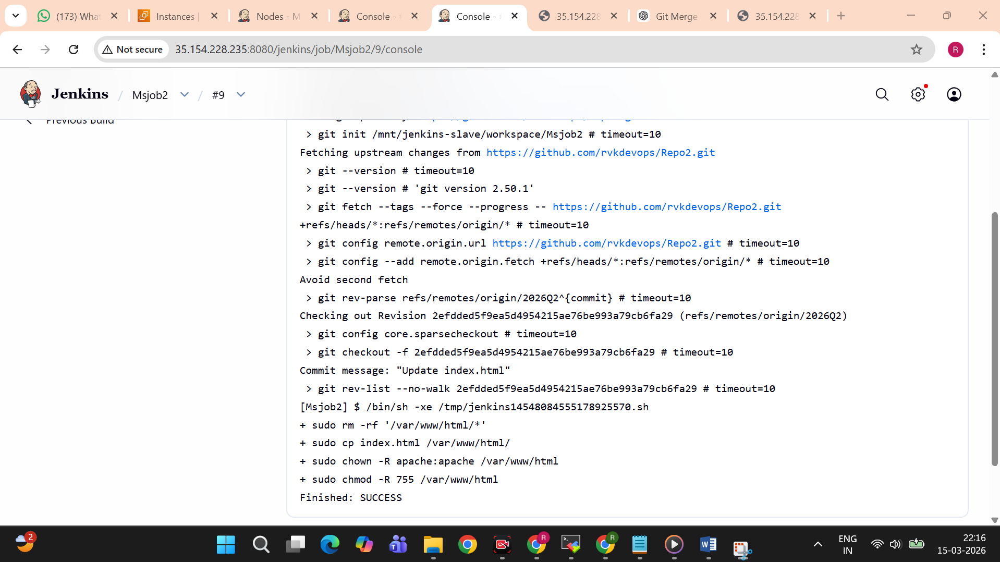 (173) What
Instances |
Nodes - M
Console -
Console -
35.154.228
Git Merge
35.154.228
Not secure
35.154.228.235:8080/jenkins/job/Msjob2/9/console
R
Jenkins / Msjob2 / #9
Previous Build
> git init /mnt/jenkins-slave/workspace/Msjob2 # timeout=10
Fetching upstream changes from https://github.com/rvkdevops/Repo2.git
> git --version # timeout=10
> git --version # 'git version 2.50.1'
> git fetch --tags --force --progress -- https://github.com/rvkdevops/Repo2.git
+refs/heads/*:refs/remotes/origin/* # timeout=10
> git config remote.origin.url https://github.com/rvkdevops/Repo2.git # timeout=10
> git config --add remote.origin.fetch +refs/heads/*:refs/remotes/origin/* # timeout=10
Avoid second fetch
> git rev-parse refs/remotes/origin/2026Q2^{commit} # timeout=10
Checking out Revision 2efdded5f9ea5d4954215ae76be993a79cb6fa29 (refs/remotes/origin/2026Q2)
> git config core.sparsecheckout # timeout=10
> git checkout -f 2efdded5f9ea5d4954215ae76be993a79cb6fa29 # timeout=10
Commit message: "Update index.html"
> git rev-list --no-walk 2efdded5f9ea5d4954215ae76be993a79cb6fa29 # timeout=10
[Msjob2] $ /bin/sh -xe /tmp/jenkins14548084555178925570.sh
+ sudo rm -rf '/var/www/html/*'
+ sudo cp index.html /var/www/html/
+ sudo chown -R apache:apache /var/www/html
+ sudo chmod -R 755 /var/www/html
Finished: SUCCESS
2
R
R
ENG
IN
22:16
15-03-2026